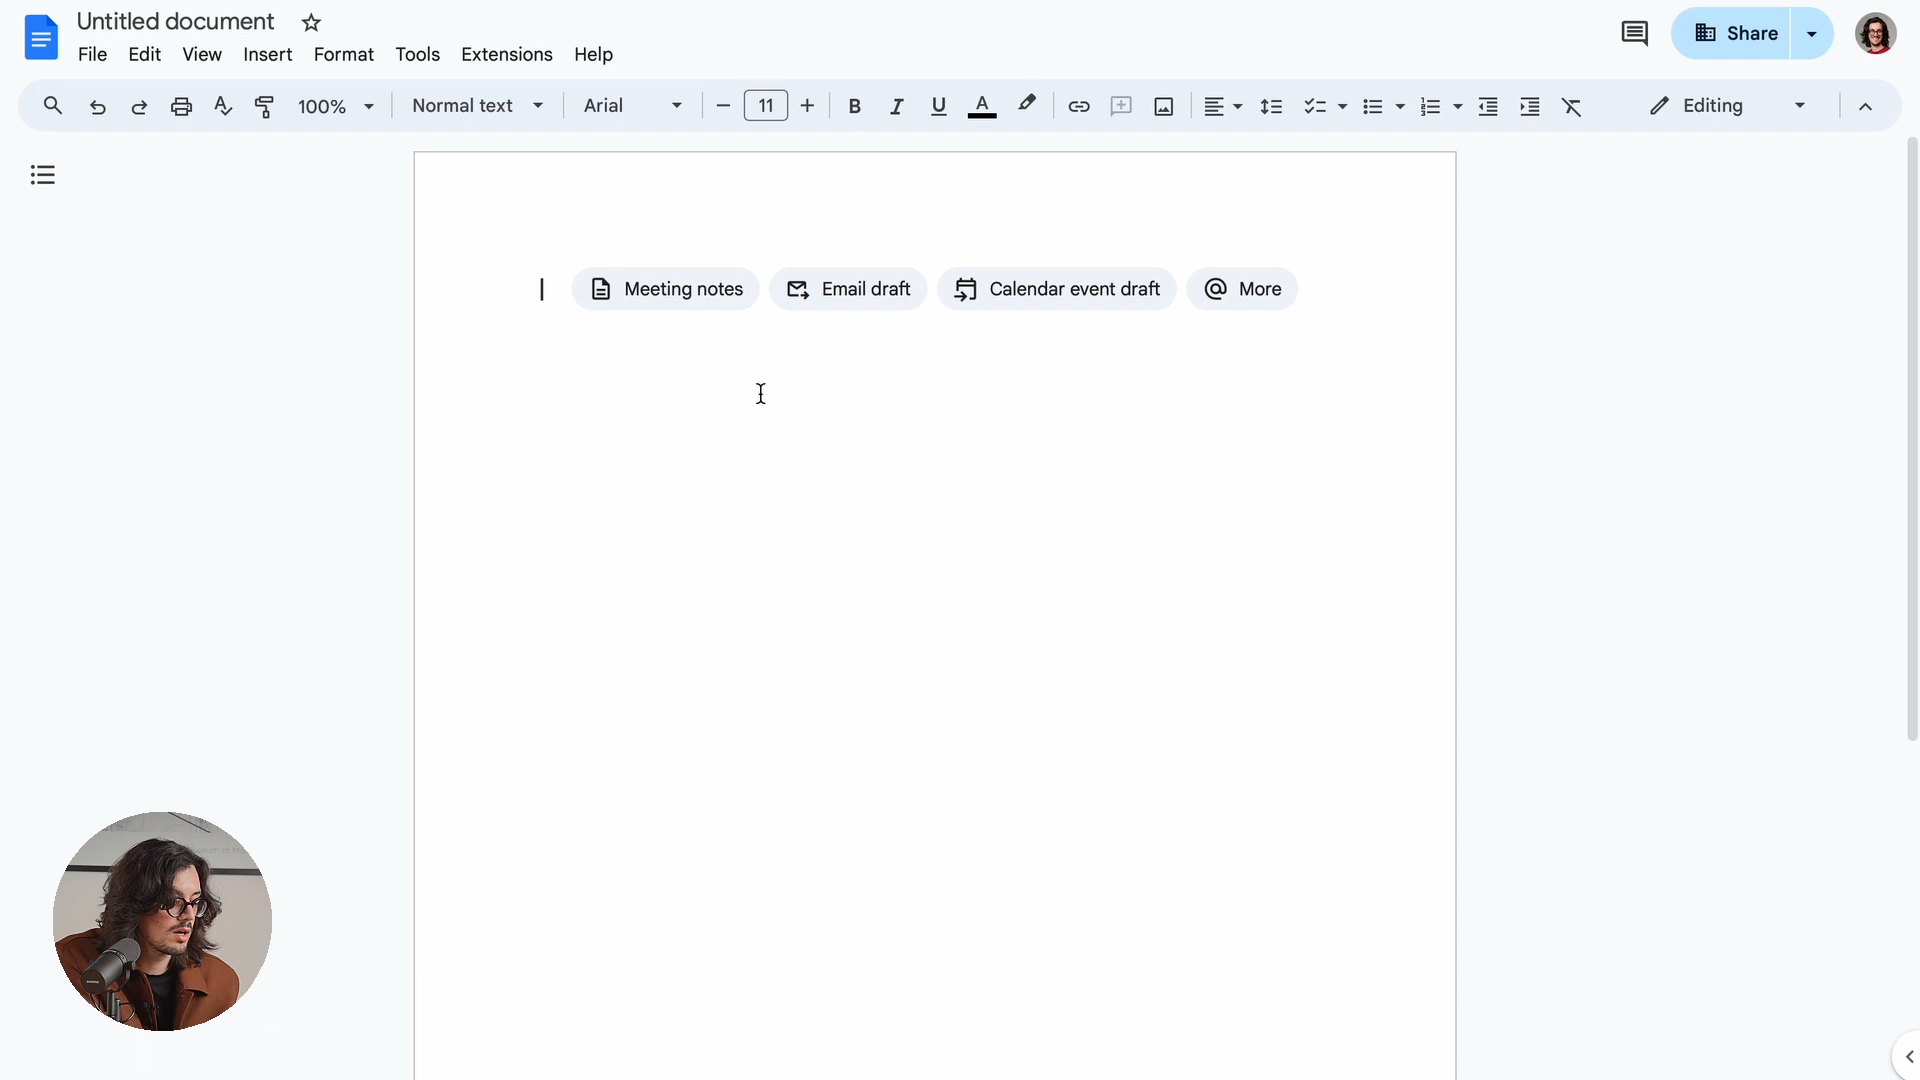 Untitled document
Share
File Edit View Insert Format Tools Extensions Help
100% Normal text Arial 11 Editing
Meeting notes Email draft Calendar event draft More